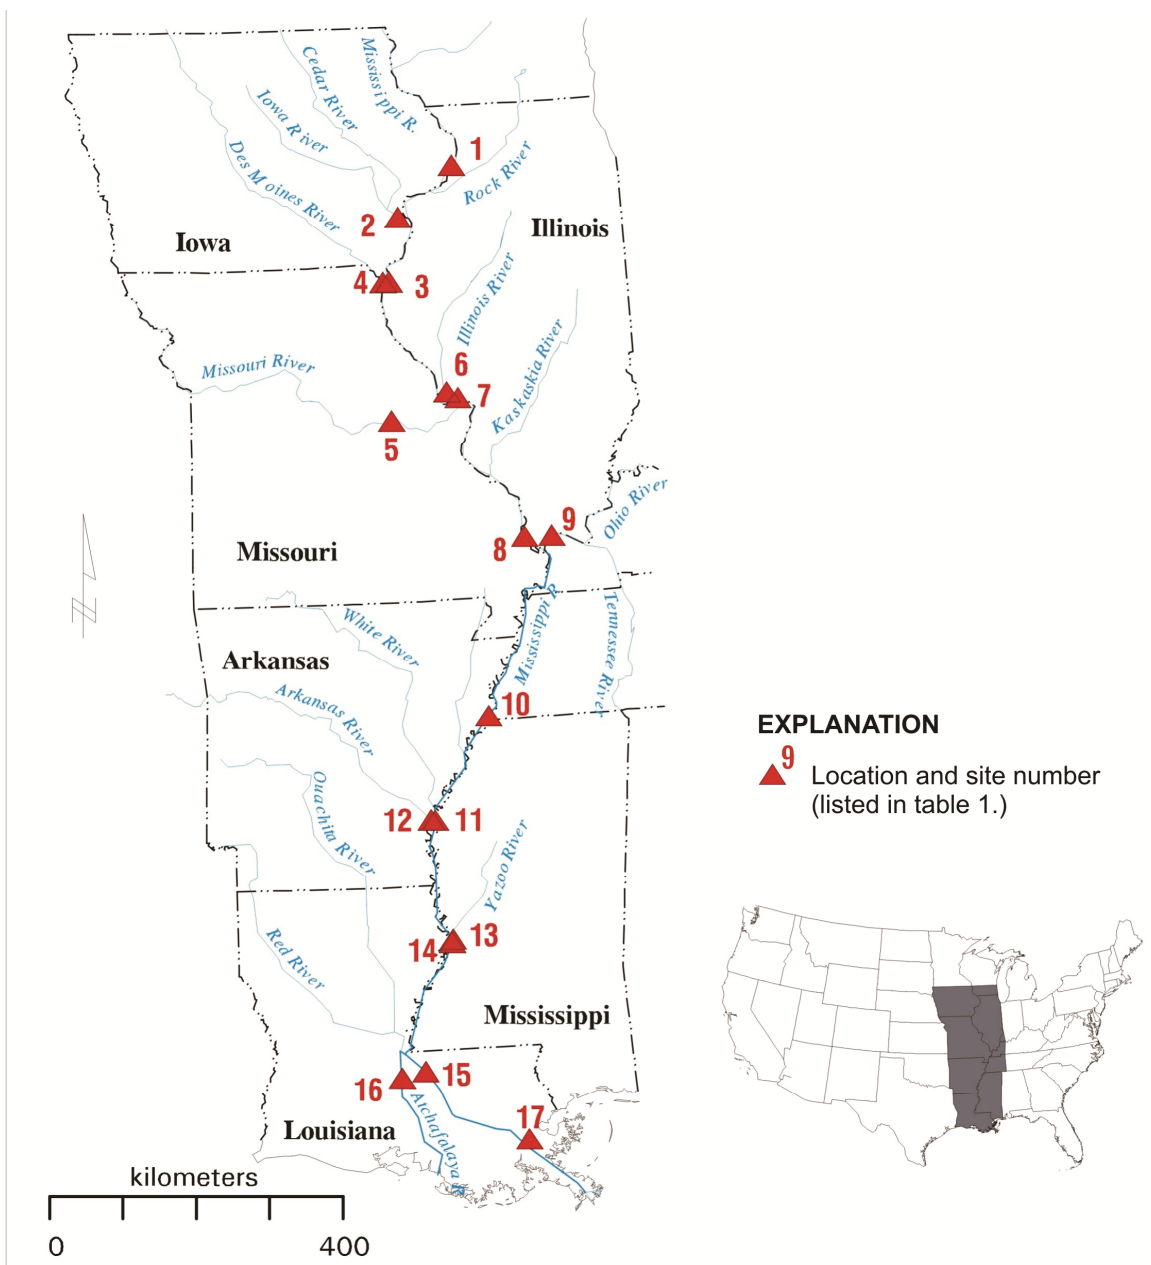 Mississippi R.
Cedar River
Iowa River
Des Moines River
1
Rock River
2
Iowa
Illinois
4
3
Illinois River
Missouri River
6
7
Kaskaskia River
5
9
8
Ohio River
Missouri
Mississippi R
Tennessee River
White River
Arkansas
Arkansas River
10
EXPLANATION
9
Location and site number
(listed in table 1.)
Ouachita River
12
11
Yazoo River
13
14
Red River
Mississippi
15
16
Atchafalaya R
17
Louisiana
kilometers
0
400
N